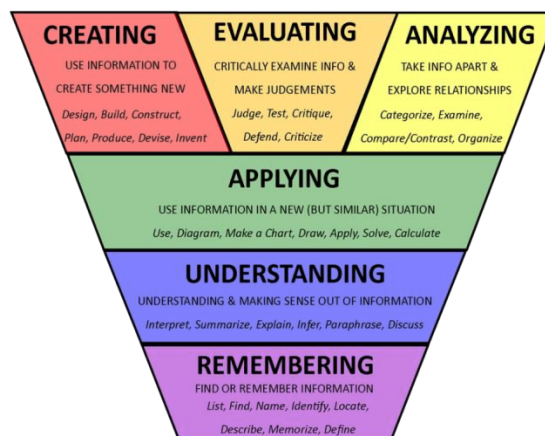 CREATING
USE INFORMATION TO
CREATE SOMETHING NEW
Design, Build, Construct,
Plan, Produce, Devise, Invent
EVALUATING
CRITICALLY EXAMINE INFO &
MAKE JUDGEMENTS
Judge, Test, Critique,
Defend, Criticize
ANALYZING
TAKE INFO APART &
EXPLORE RELATIONSHIPS
Categorize, Examine,
Compare/Contrast, Organize
APPLYING
USE INFORMATION IN A NEW (BUT SIMILAR) SITUATION
Use, Diagram, Make a Chart, Draw, Apply, Solve, Calculate
UNDERSTANDING
UNDERSTANDING & MAKING SENSE OUT OF INFORMATION
Interpret, Summarize, Explain, Infer, Paraphrase, Discuss
REMEMBERING
FIND OR REMEMBER INFORMATION
List, Find, Name, Identify, Locate,
Describe, Memorize, Define